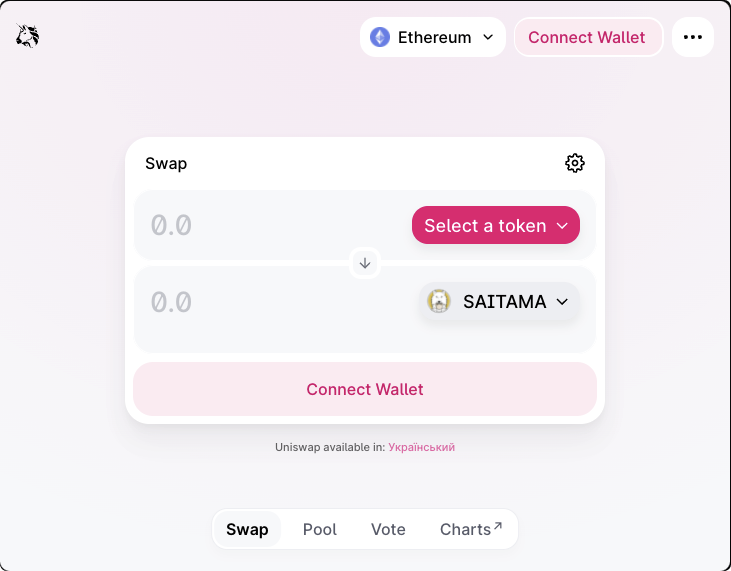 Ethereum
Connect Wallet
Swap
0.0
Select a token
0.0
SAITAMA
Connect Wallet
Uniswap available in: Український
Swap
Pool
Vote
Charts↗